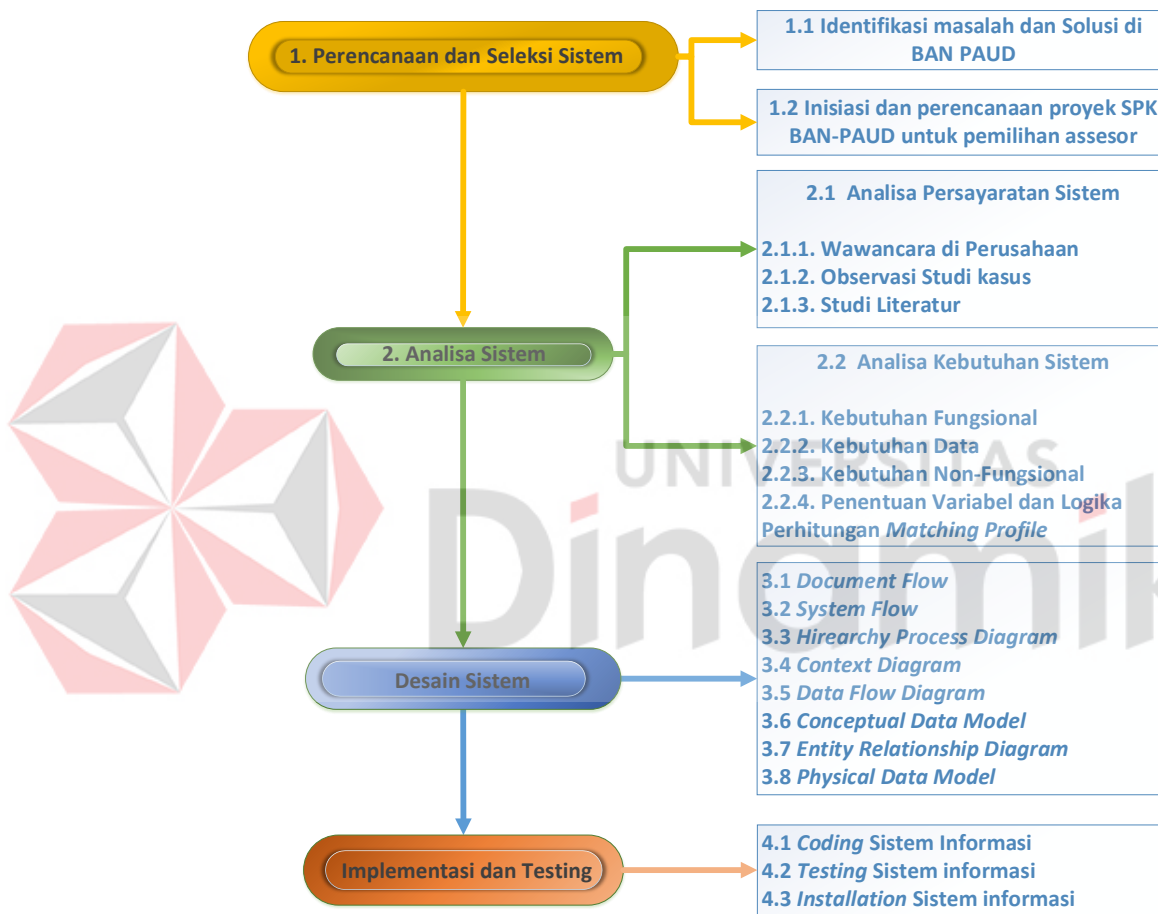 1. Perencanaan dan Seleksi Sistem
1.1 Identifikasi masalah dan Solusi di
BAN PAUD
1.2 Inisiasi dan perencanaan proyek SPK
BAN-PAUD untuk pemilihan assesor
2. Analisa Sistem
2.1 Analisa Persayaratan Sistem
2.1.1. Wawancara di Perusahaan
2.1.2. Observasi Studi kasus
2.1.3. Studi Literatur
2.2 Analisa Kebutuhan Sistem
2.2.1. Kebutuhan Fungsional
2.2.2. Kebutuhan Data
2.2.3. Kebutuhan Non-Fungsional
2.2.4. Penentuan Variabel dan Logika
Perhitungan Matching Profile
UNIVERSITAS
Dinamik
Desain Sistem
3.1 Document Flow
3.2 System Flow
3.3 Hirearchy Process Diagram
3.4 Context Diagram
3.5 Data Flow Diagram
3.6 Conceptual Data Model
3.7 Entity Relationship Diagram
3.8 Physical Data Model
Implementasi dan Testing
4.1 Coding Sistem Informasi
4.2 Testing Sistem informasi
4.3 Installation Sistem informasi